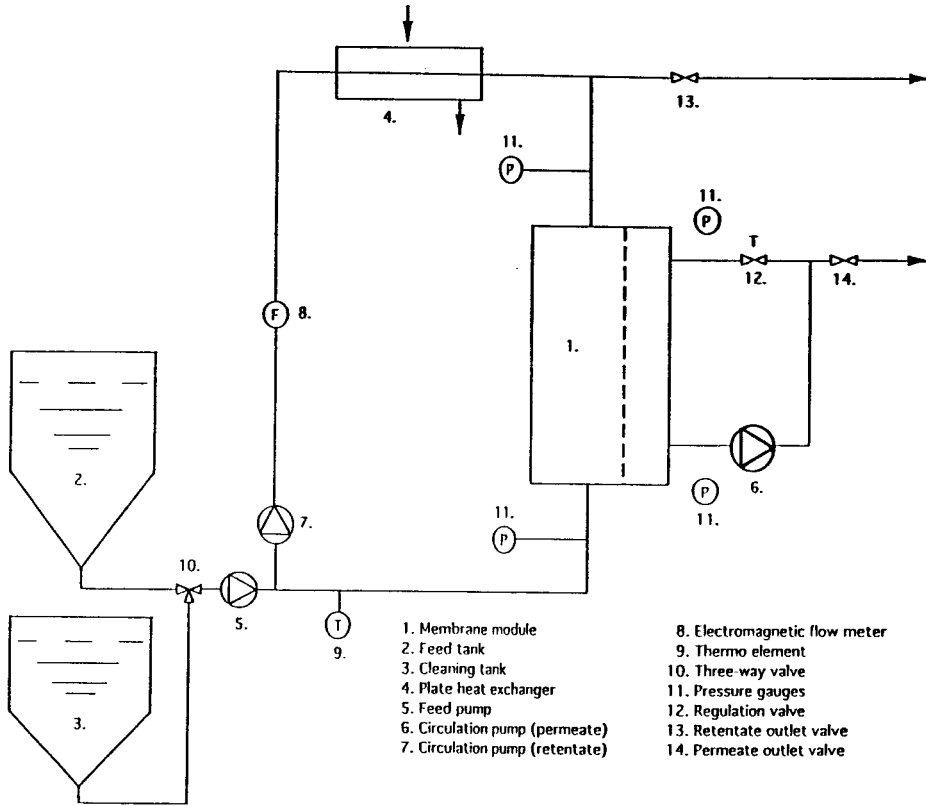 4.
13.
11.
P
11.
P
T
12.
14.
F
8.
1.
2.
6.
P
11.
11.
P
7.
10.
5.
T
9.
3.
1. Membrane module
2. Feed tank
3. Cleaning tank
4. Plate heat exchanger
5. Feed pump
6. Circulation pump (permeate)
7. Circulation pump (retentate)
8. Electromagnetic flow meter
9. Thermo element
10. Three-way valve
11. Pressure gauges
12. Regulation valve
13. Retentate outlet valve
14. Permeate outlet valve